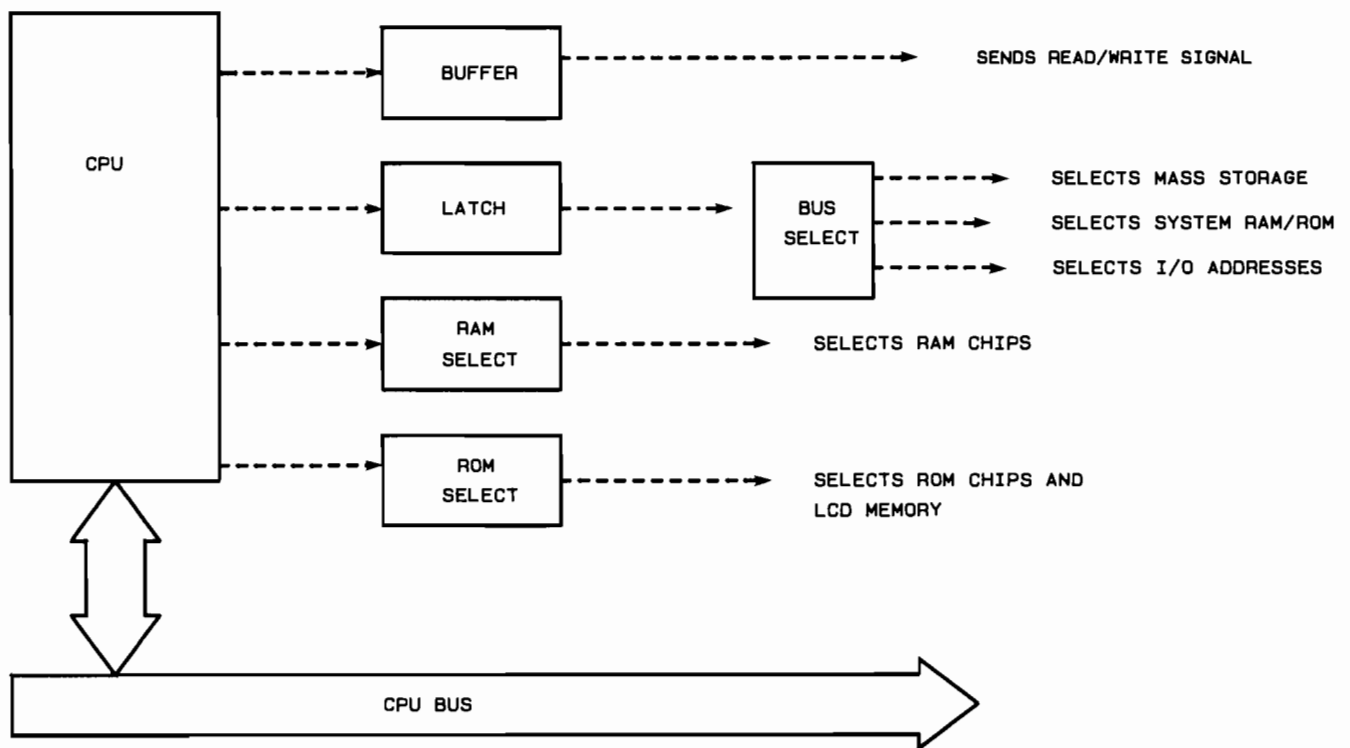 BUFFER
SENDS READ/WRITE SIGNAL
CPU
LATCH
BUS
SELECT
SELECTS MASS STORAGE
SELECTS SYSTEM RAM/ROM
SELECTS I/O ADDRESSES
RAM
SELECT
SELECTS RAM CHIPS
ROM
SELECT
SELECTS ROM CHIPS AND
LCD MEMORY
CPU BUS